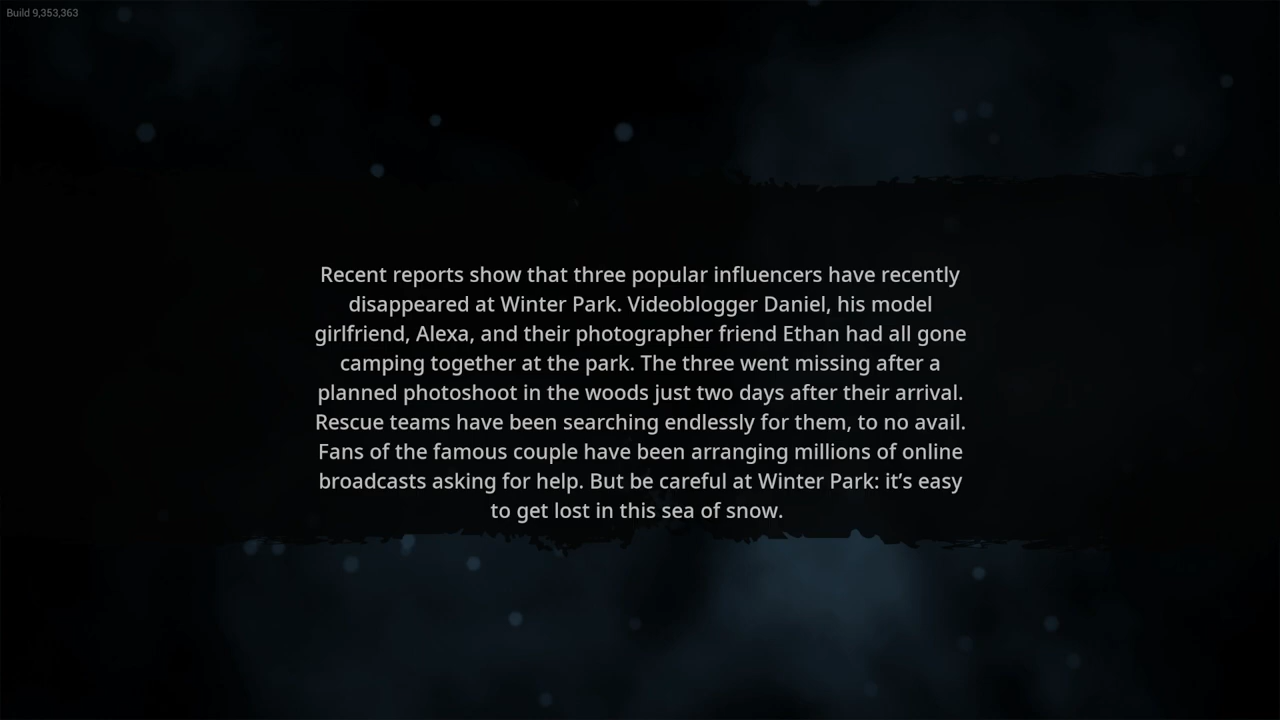 Build 9,353,363
Recent reports show that three popular influencers have recently
disappeared at Winter Park. Videoblogger Daniel, his model
girlfriend, Alexa, and their photographer friend Ethan had all gone
camping together at the park. The three went missing after a
planned photoshoot in the woods just two days after their arrival.
Rescue teams have been searching endlessly for them, to no avail.
Fans of the famous couple have been arranging millions of online
broadcasts asking for help. But be careful at Winter Park: it’s easy
to get lost in this sea of snow.